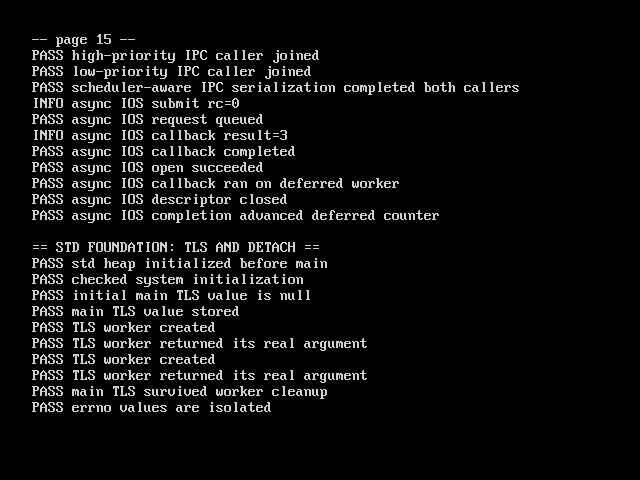 -- page 15 --
PASS high-priority IPC caller joined
PASS low-priority IPC caller joined
PASS scheduler-aware IPC serialization completed both callers
INFO async IOS submit rc=0
PASS async IOS request queued
INFO async IOS callback result=3
PASS async IOS callback completed
PASS async IOS open succeeded
PASS async IOS callback ran on deferred worker
PASS async IOS descriptor closed
PASS async IOS completion advanced deferred counter
== STD FOUNDATION: TLS AND DETACH ==
PASS std heap initialized before main
PASS checked system initialization
PASS initial main TLS value is null
PASS main TLS value stored
PASS TLS worker created
PASS TLS worker returned its real argument
PASS TLS worker created
PASS TLS worker returned its real argument
PASS main TLS survived worker cleanup
PASS errno values are isolated